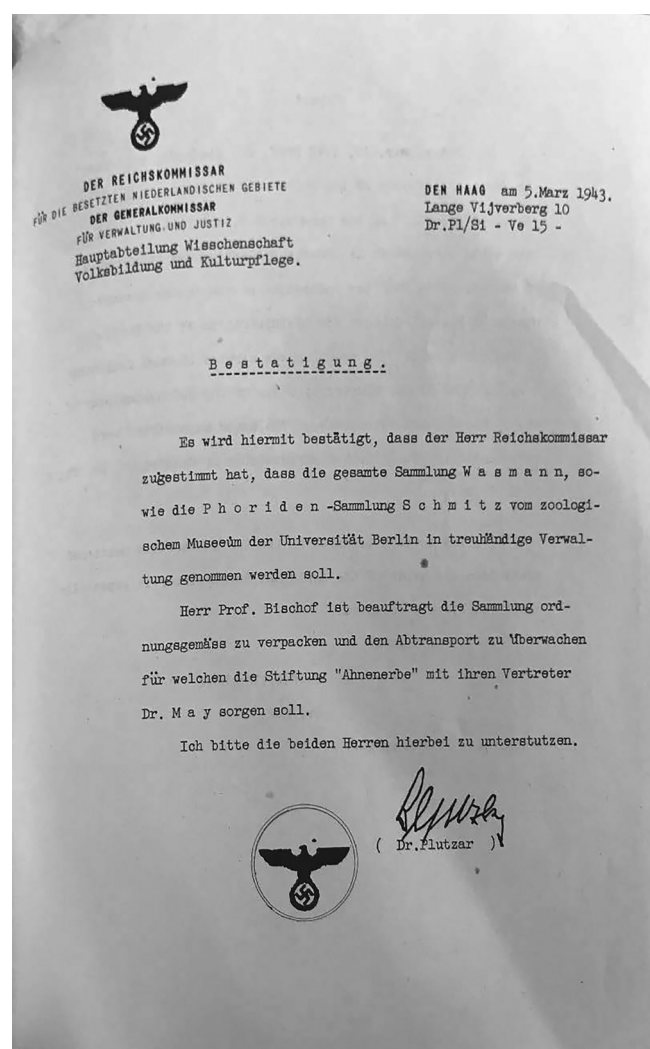 DER REICHSKOMMISSAR
FÜR DIE BESETZTEN NIEDERLANDISCHEN GEBIETE
DER GENERALKOMMISSAR
FÜR VERWALTUNG UND JUSTIZ
Hauptabteilung Wisschenschaft
Volksbildung und Kulturpflege.
DEN HAAG am 5.Marz 1943.
Lange Vijverberg 10
Dr.Pl/Si - Ve 15 -
B e s t a t i g u n g .
Es wird hiermit bestätigt, dass der Herr Reichskommissar
zugestimmt hat, dass die gesamte Sammlung W a s m a n n, so-
wie die P h o r i d e n -Sammlung S c h m i t z vom zoologi-
schem Museeüm der Universität Berlin in treuhändige Verwal-
tung genommen werden soll.
Herr Prof. Bischof ist beauftragt die Sammlung ord-
nungsgemäss zu verpacken und den Abtransport zu überwachen
für welchen die Stiftung "Ahnenerbe" mit ihren Vertreter
Dr. M a y sorgen soll.
Ich bitte die beiden Herren hierbei zu unterstutzen.
( Dr.Plutzar )